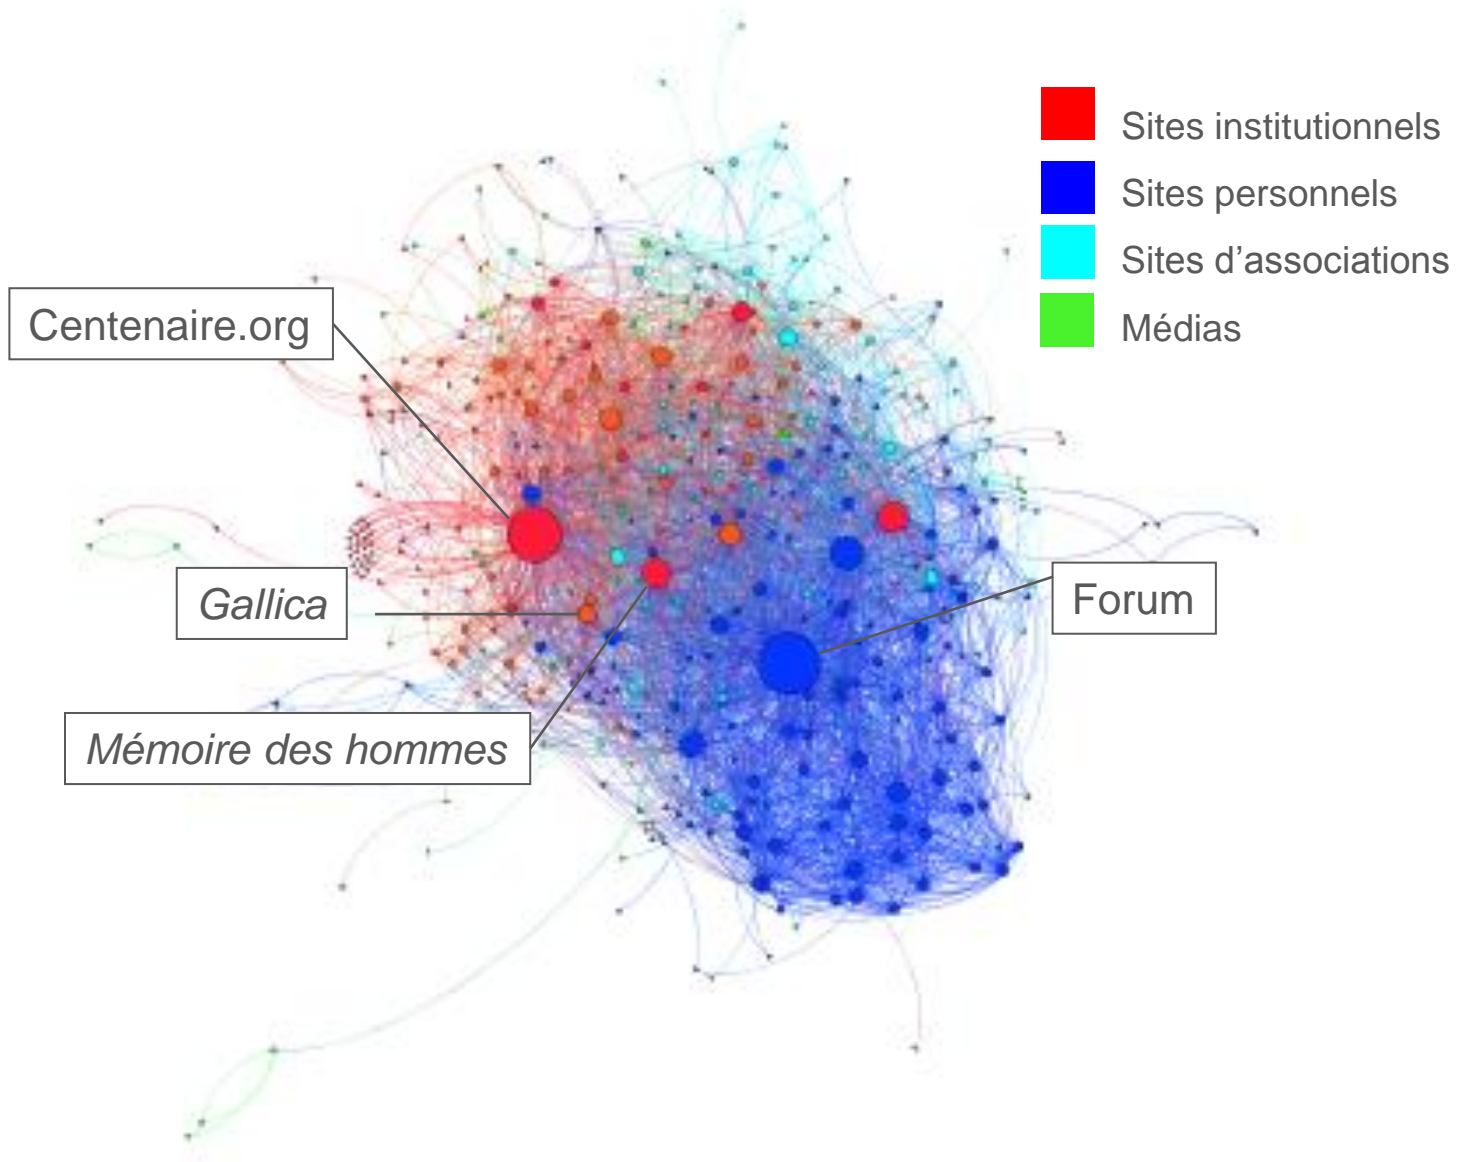 Sites institutionnels
Sites personnels
Sites d'associations
Médias
Centenaire.org
Gallica
Forum
Mémoire des hommes